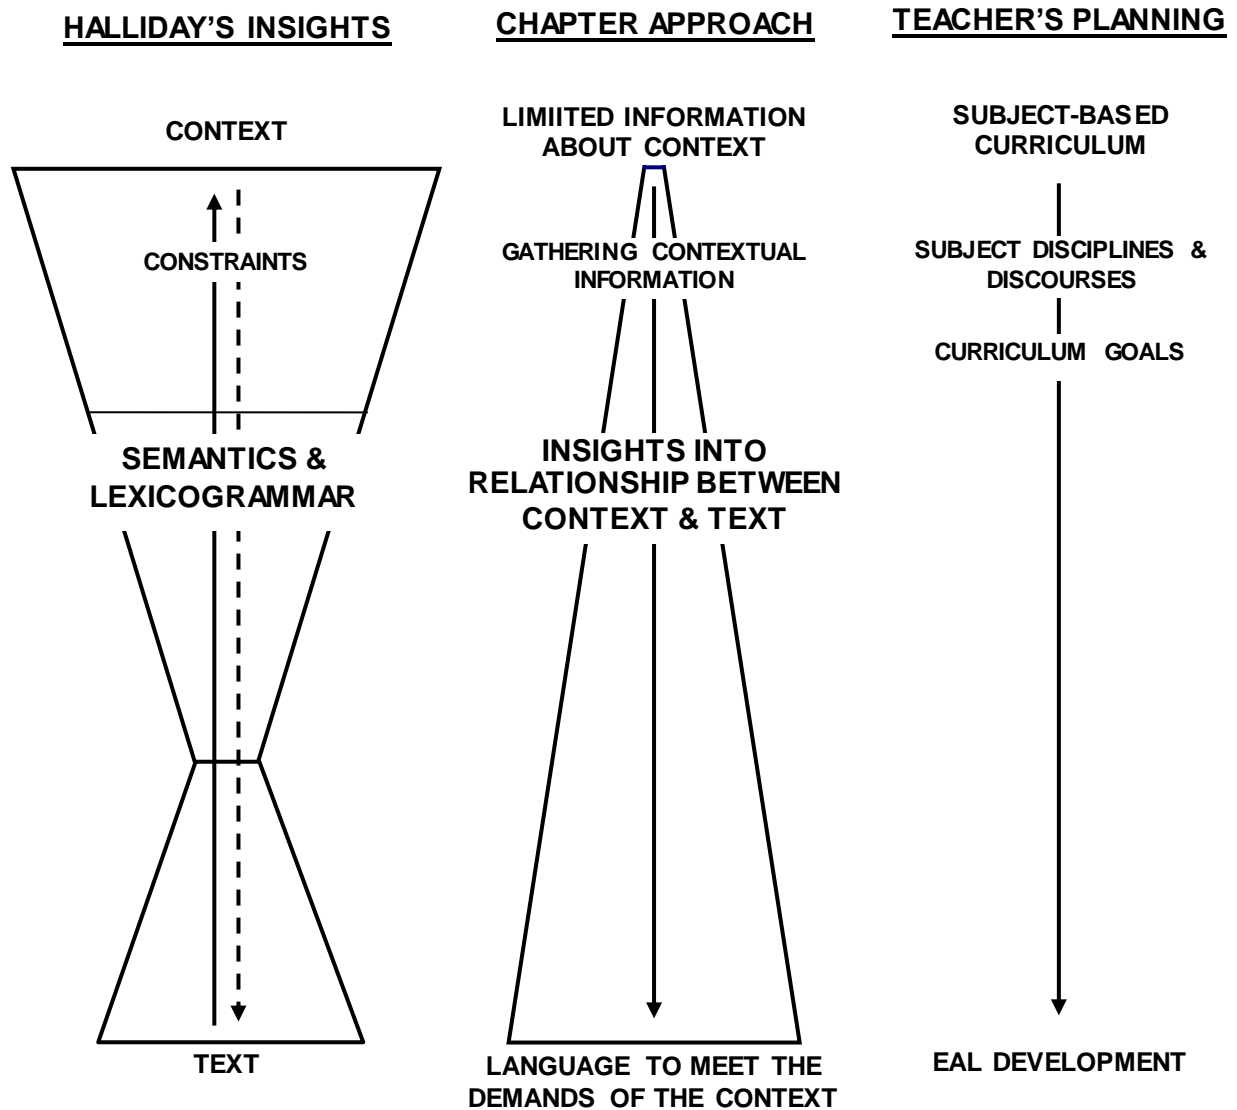 HALLIDAY'S INSIGHTS
CONTEXT
CONSTRAINTS
SEMANTICS &
LEXICOGRAMMAR
TEXT
CHAPTER APPROACH
LIMIITED INFORMATION
ABOUT CONTEXT
GATHERING CONTEXTUAL
INFORMATION
INSIGHTS INTO
RELATIONSHIP BETWEEN
CONTEXT & TEXT
LANGUAGE TO MEET THE
DEMANDS OF THE CONTEXT
TEACHER'S PLANNING
SUBJECT-BASED
CURRICULUM
SUBJECT DISCIPLINES &
DISCOURSES
CURRICULUM GOALS
EAL DEVELOPMENT